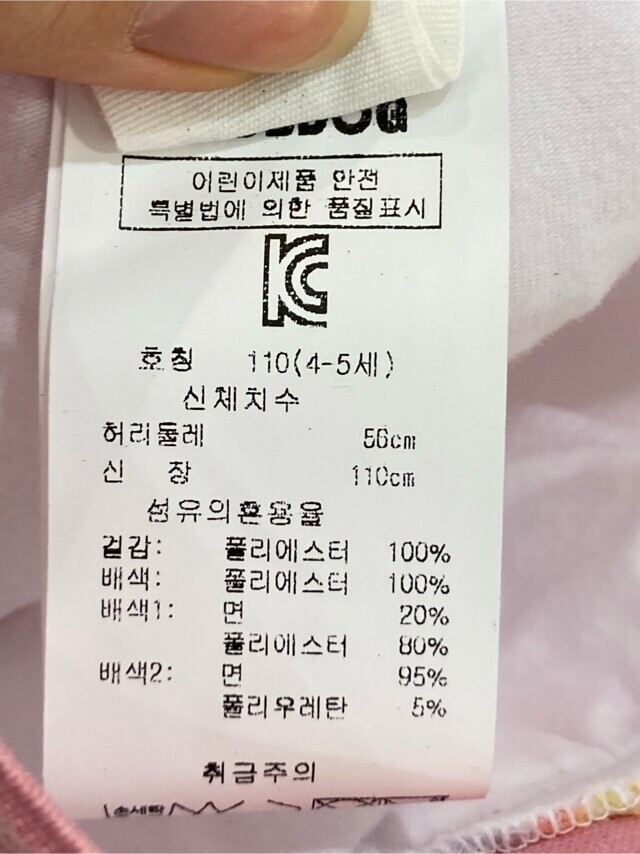 어린이제품 안전
특별법에 의한 품질표시
KC
호칭 110(4-5세)
신체치수
허리둘레 56cm
신 장 110cm
섬유의혼용율
겉감: 폴리에스터 100%
배색: 폴리에스터 100%
배색1: 면 20%
폴리에스터 80%
배색2: 면 95%
폴리우레탄 5%
취급주의
손세탁